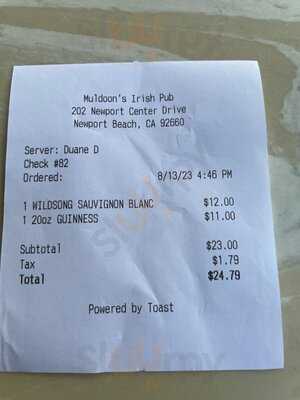 Muldoon's Irish Pub
202 Newport Center Drive
Newport Beach, CA 92660
Server: Duane D
Check #82
Ordered: 8/13/23 4:46 PM
1 WILDSONG SAUVIGNON BLANC $12.00
1 20oz GUINNESS $11.00
Subtotal $23.00
Tax $1.79
Total $24.79
Powered by Toast